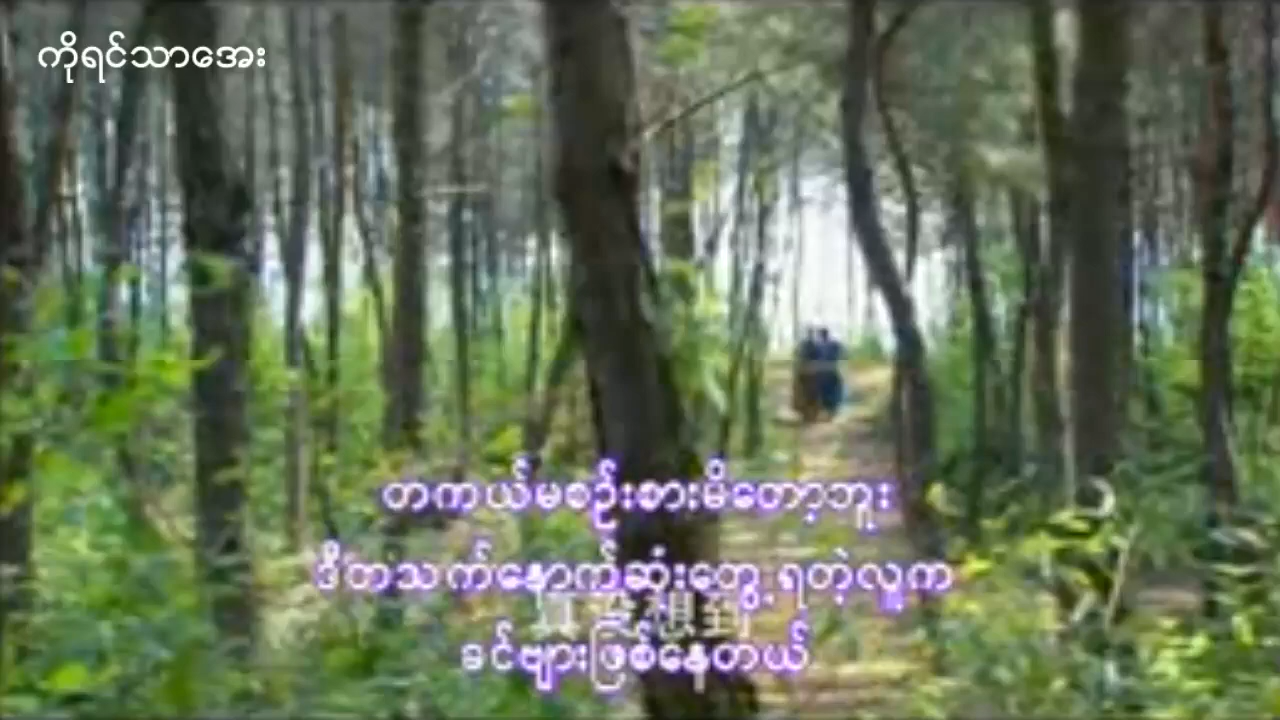 ကိုရင်သာအေး
တကယ်မစဉ်းစားမိတော့ဘူး
ဒီတသက်နောက်ဆုံးတွေ့ရတဲ့လူက
ခင်ဗျားဖြစ်နေတယ်